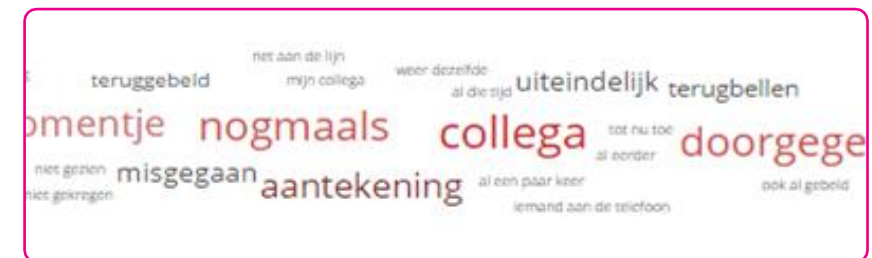 net aan de lijn
teruggebeld mijn collega weer dezelfde al die tijd uiteindelijk terugbellen
omentje nogmaals collega tot nu toe al eerder doorgege
niet gezien misgegaan aantekening al een paar keer ook al gebeld
niet gekregen iemand aan de telefoon